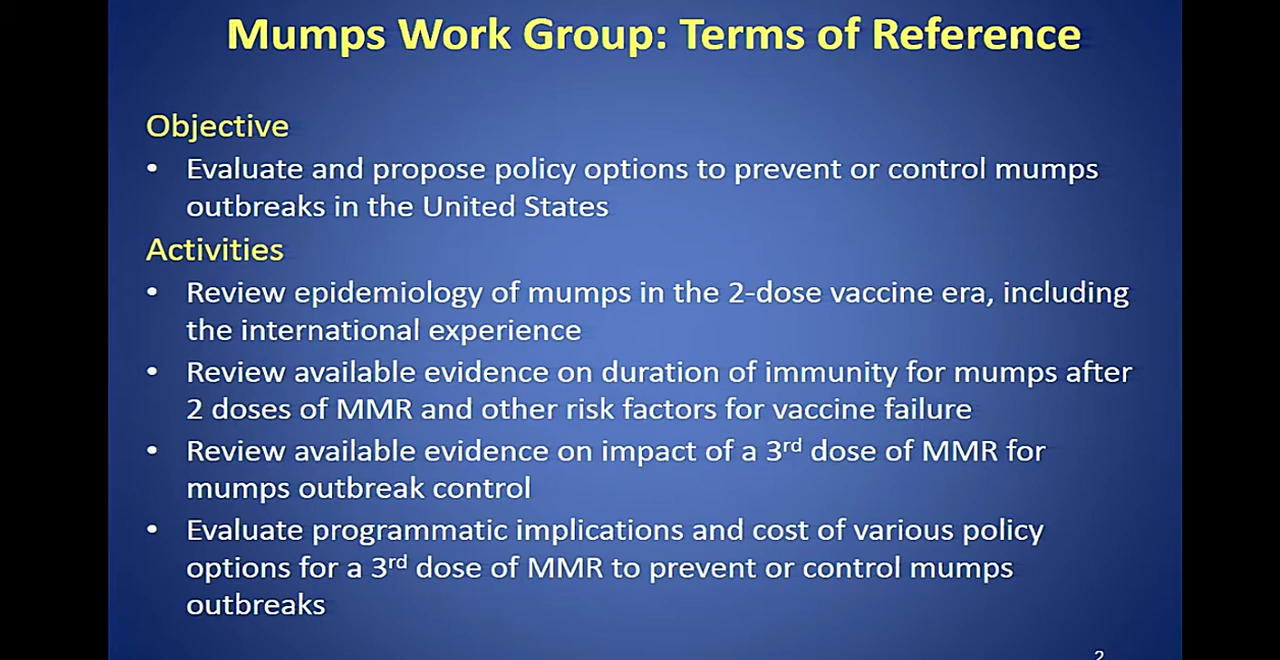 Mumps Work Group: Terms of Reference
Objective
• Evaluate and propose policy options to prevent or control mumps
outbreaks in the United States
Activities
• Review epidemiology of mumps in the 2-dose vaccine era, including
the international experience
• Review available evidence on duration of immunity for mumps after
2 doses of MMR and other risk factors for vaccine failure
• Review available evidence on impact of a 3rd dose of MMR for
mumps outbreak control
• Evaluate programmatic implications and cost of various policy
options for a 3rd dose of MMR to prevent or control mumps
outbreaks
2